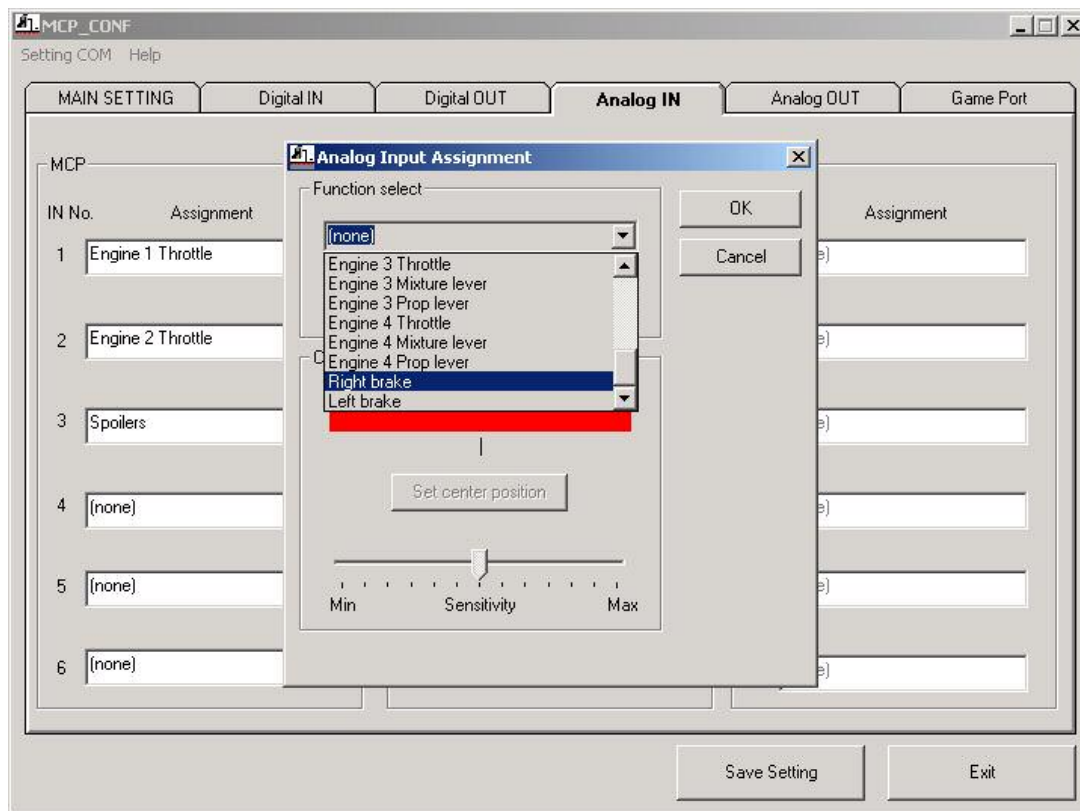 MCP_CONF
Setting COM Help
MAIN SETTING Digital IN Digital OUT Analog IN Analog OUT Game Port
MCP
IN No. Assignment
1 Engine 1 Throttle
2 Engine 2 Throttle
3 Spoilers
4 (none)
5 (none)
6 (none)
Analog Input Assignment
Function select
(none)
Engine 3 Throttle
Engine 3 Mixture lever
Engine 3 Prop lever
Engine 4 Throttle
Engine 4 Mixture lever
Engine 4 Prop lever
Right brake
Left brake
Set center position
Min Sensitivity Max
OK
Cancel
Assignment
Save Setting Exit